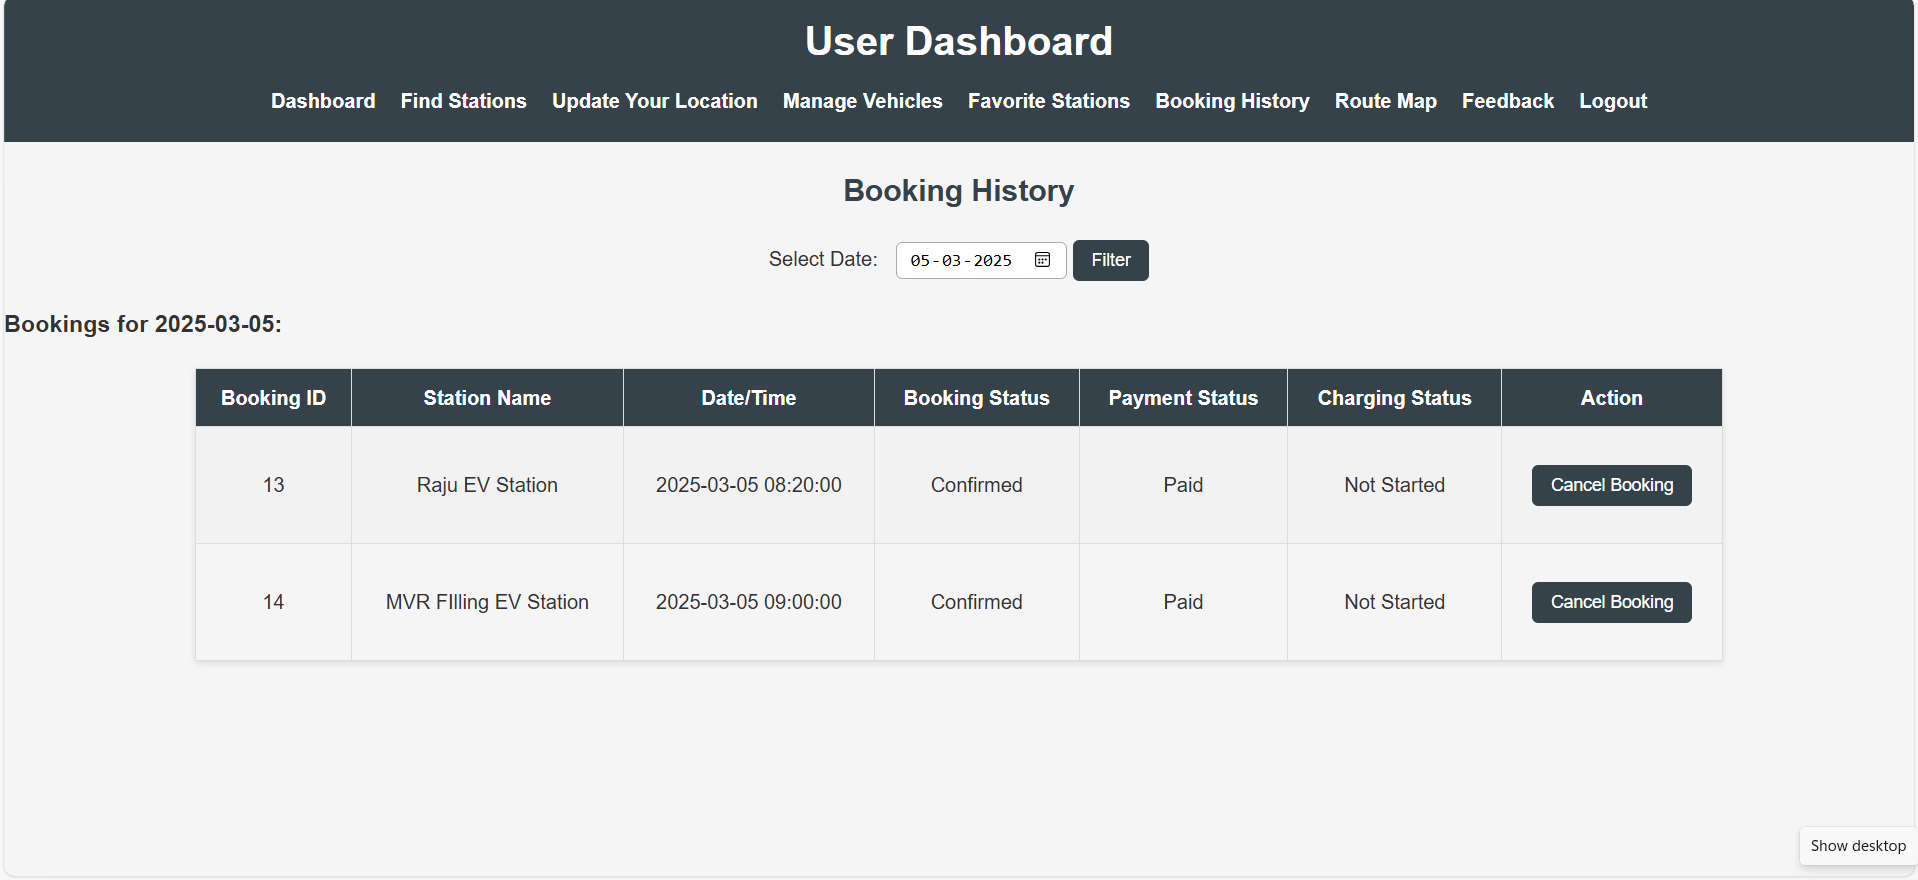 User Dashboard
Dashboard Find Stations Update Your Location Manage Vehicles Favorite Stations Booking History Route Map Feedback Logout
Booking History
Select Date: 05-03-2025 Filter
Bookings for 2025-03-05:
Booking ID Station Name Date/Time Booking Status Payment Status Charging Status Action
13 Raju EV Station 2025-03-05 08:20:00 Confirmed Paid Not Started Cancel Booking
14 MVR FIlling EV Station 2025-03-05 09:00:00 Confirmed Paid Not Started Cancel Booking
Show desktop